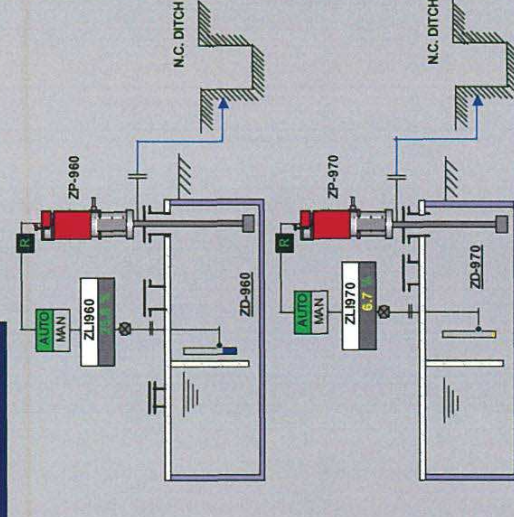 N.C. DITCH
ZP-960
R
AUTO
MAN
ZLI960
%
ZD-960
N.C. DITCH
ZP-970
R
AUTO
MAN
ZLI970
6.7 %
ZD-970